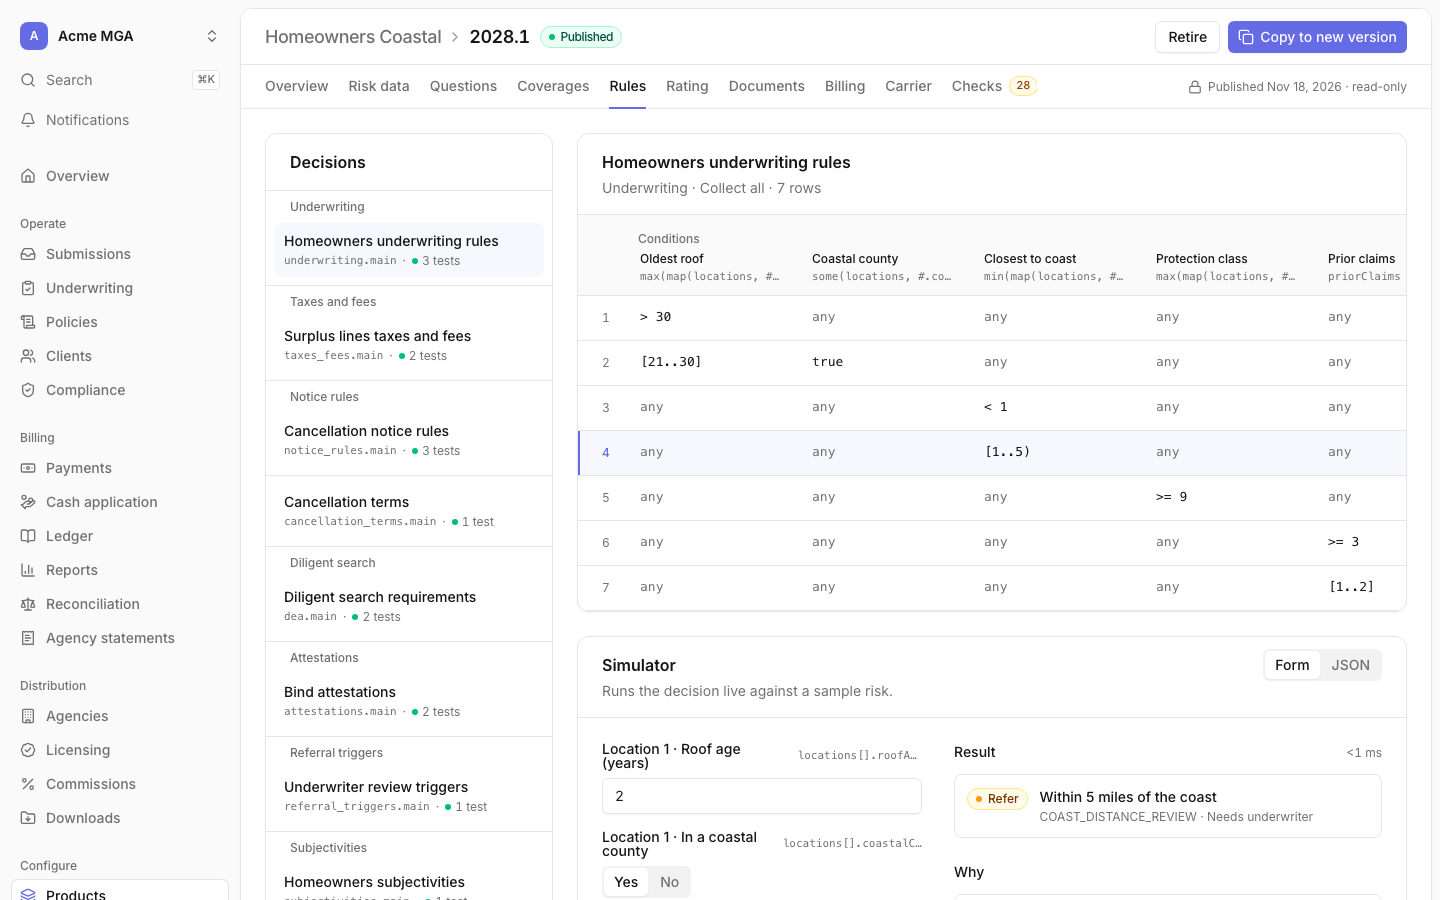 A Acme MGA
Search ⌘K
Notifications
Overview
Operate
Submissions
Underwriting
Policies
Clients
Compliance
Billing
Payments
Cash application
Ledger
Reports
Reconciliation
Agency statements
Distribution
Agencies
Licensing
Commissions
Downloads
Configure
Products
Homeowners Coastal › 2028.1 Published
Retire Copy to new version
Overview Risk data Questions Coverages Rules Rating Documents Billing Carrier Checks 28
Published Nov 18, 2026 · read-only
Decisions
Underwriting
Homeowners underwriting rules
underwriting.main · 3 tests
Taxes and fees
Surplus lines taxes and fees
taxes_fees.main · 2 tests
Notice rules
Cancellation notice rules
notice_rules.main · 3 tests
Cancellation terms
cancellation_terms.main · 1 test
Diligent search
Diligent search requirements
dea.main · 2 tests
Attestations
Bind attestations
attestations.main · 2 tests
Referral triggers
Underwriter review triggers
referral_triggers.main · 1 test
Subjectivities
Homeowners subjectivities
subjectivities.main · 1 test
Homeowners underwriting rules
Underwriting · Collect all · 7 rows
Conditions
Oldest roof Coastal county Closest to coast Protection class Prior claims
max(map(locations, #… some(locations, #.co… min(map(locations, #… max(map(locations, #… priorClaims
1 > 30 any any any any
2 [21..30] true any any any
3 any any < 1 any any
4 any any [1..5) any any
5 any any any >= 9 any
6 any any any any >= 3
7 any any any any [1..2]
Simulator
Runs the decision live against a sample risk.
Form JSON
Location 1 · Roof age
(years)
locations[].roofA…
2
Location 1 · In a coastal
county
locations[].coastalC…
Yes No
Result <1 ms
Refer Within 5 miles of the coast
COAST_DISTANCE_REVIEW · Needs underwriter
Why